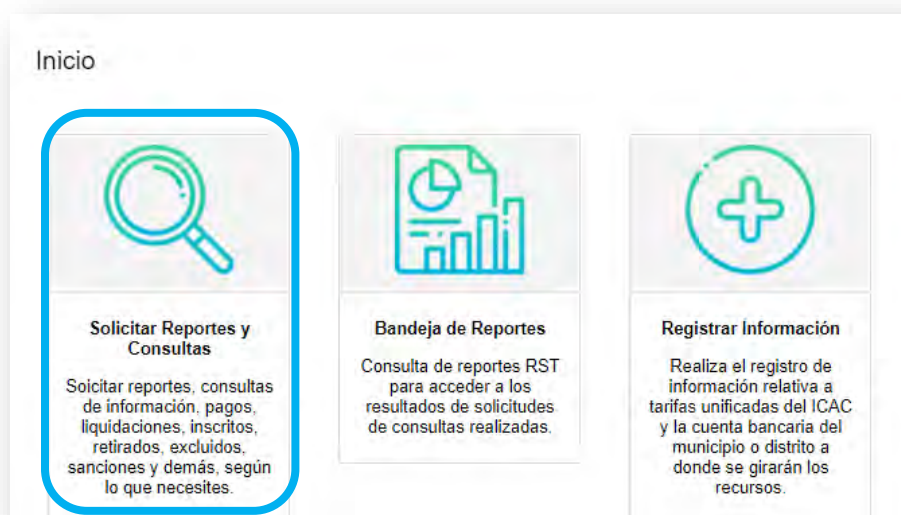 Inicio
Solicitar Reportes y
Consultas
Soicitar reportes, consultas
de información, pagos,
liquidaciones, inscritos,
retirados, excluidos,
sanciones y demás, según
lo que necesites.
Bandeja de Reportes
Consulta de reportes RST
para acceder a los
resultados de solicitudes
de consultas realizadas.
Registrar Información
Realiza el registro de
información relativa a
tarifas unificadas del ICAC
y la cuenta bancaria del
municipio o distrito a
donde se girarán los
recursos.